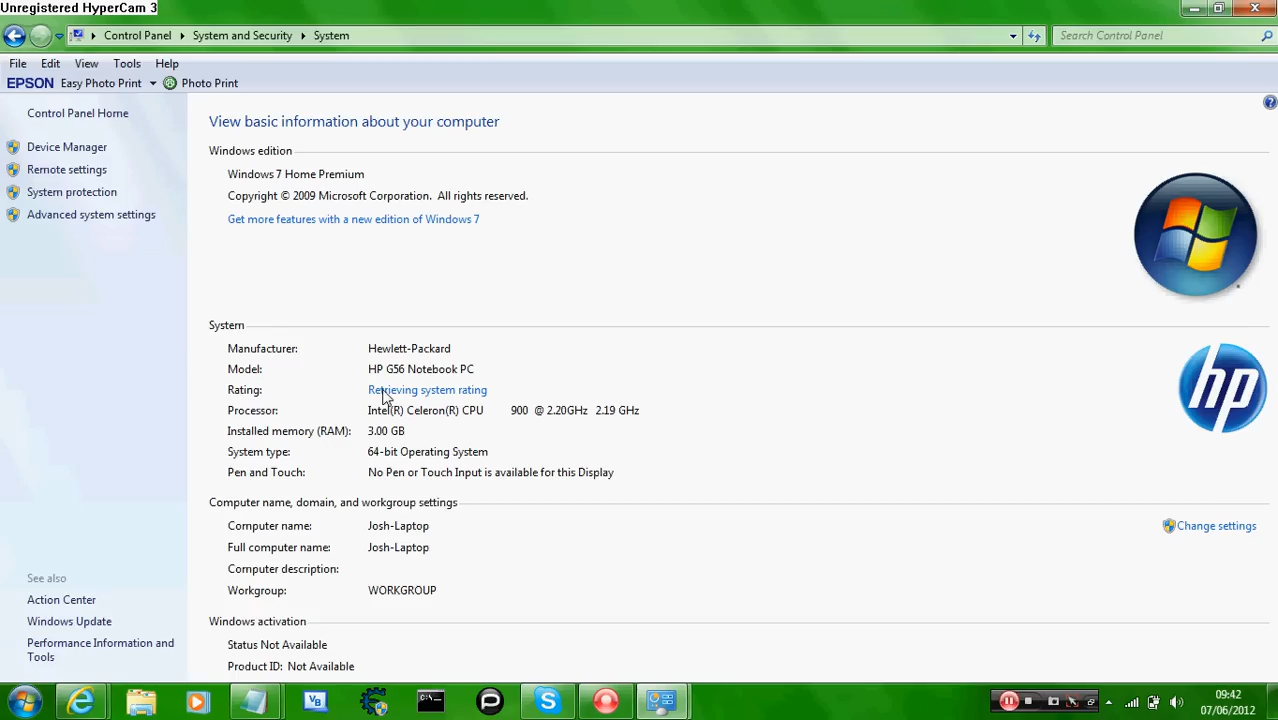 Unregistered HyperCam 3
Control Panel System and Security System
Search Control Panel
File Edit View Tools Help
EPSON Easy Photo Print Photo Print
Control Panel Home
Device Manager
Remote settings
System protection
Advanced system settings
View basic information about your computer
Windows edition
Windows 7 Home Premium
Copyright © 2009 Microsoft Corporation. All rights reserved.
Get more features with a new edition of Windows 7
System
Manufacturer: Hewlett-Packard
Model: HP G56 Notebook PC
Rating: Retrieving system rating
Processor: Intel(R) Celeron(R) CPU 900 @ 2.20GHz 2.19 GHz
Installed memory (RAM): 3.00 GB
System type: 64-bit Operating System
Pen and Touch: No Pen or Touch Input is available for this Display
hp
Computer name, domain, and workgroup settings
Computer name: Josh-Laptop
Change settings
Full computer name: Josh-Laptop
Computer description:
Workgroup: WORKGROUP
Windows activation
Status Not Available
Product ID: Not Available
See also
Action Center
Windows Update
Performance Information and
Tools
09:42
07/06/2012